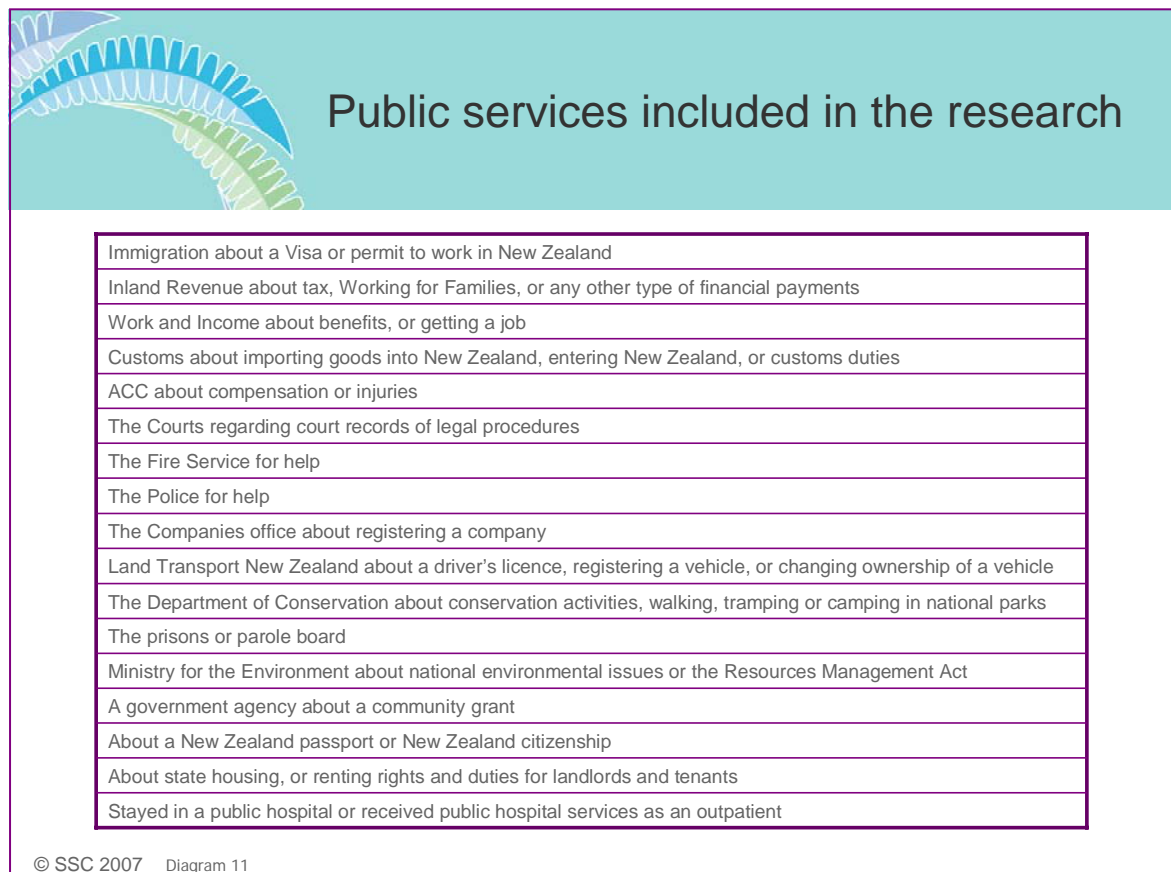 Public services included in the research
Immigration about a Visa or permit to work in New Zealand
Inland Revenue about tax, Working for Families, or any other type of financial payments
Work and Income about benefits, or getting a job
Customs about importing goods into New Zealand, entering New Zealand, or customs duties
ACC about compensation or injuries
The Courts regarding court records of legal procedures
The Fire Service for help
The Police for help
The Companies office about registering a company
Land Transport New Zealand about a driver's licence, registering a vehicle, or changing ownership of a vehicle
The Department of Conservation about conservation activities, walking, tramping or camping in national parks
The prisons or parole board
Ministry for the Environment about national environmental issues or the Resources Management Act
A government agency about a community grant
About a New Zealand passport or New Zealand citizenship
About state housing, or renting rights and duties for landlords and tenants
Stayed in a public hospital or received public hospital services as an outpatient
© SSC 2007 Diagram 11